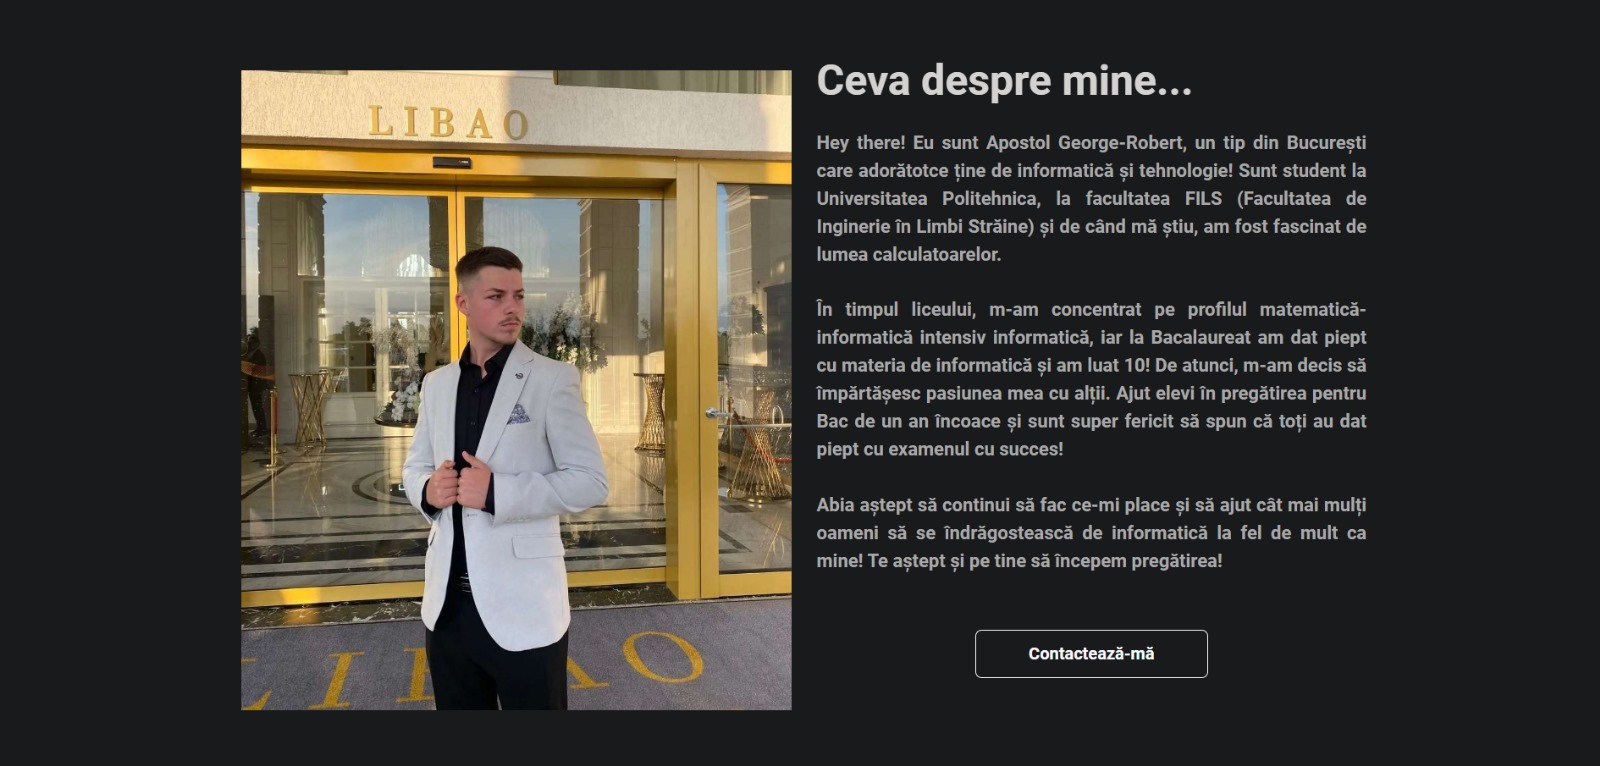 LIBAO
LIBAO
Ceva despre mine...
Hey there! Eu sunt Apostol George-Robert, un tip din București
care adorătotce ține de informatică și tehnologie! Sunt student la
Universitatea Politehnica, la facultatea FILS (Facultatea de
Inginerie în Limbi Străine) și de când mă știu, am fost fascinat de
lumea calculatoarelor.
În timpul liceului, m-am concentrat pe profilul matematică-
informatică intensiv informatică, iar la Bacalaureat am dat piept
cu materia de informatică și am luat 10! De atunci, m-am decis să
împărtășesc pasiunea mea cu alții. Ajut elevi în pregătirea pentru
Bac de un an încoace și sunt super fericit să spun că toți au dat
piept cu examenul cu succes!
Abia aștept să continui să fac ce-mi place și să ajut cât mai mulți
oameni să se îndrăgostească de informatică la fel de mult ca
mine! Te aștept și pe tine să începem pregătirea!
Contactează-mă